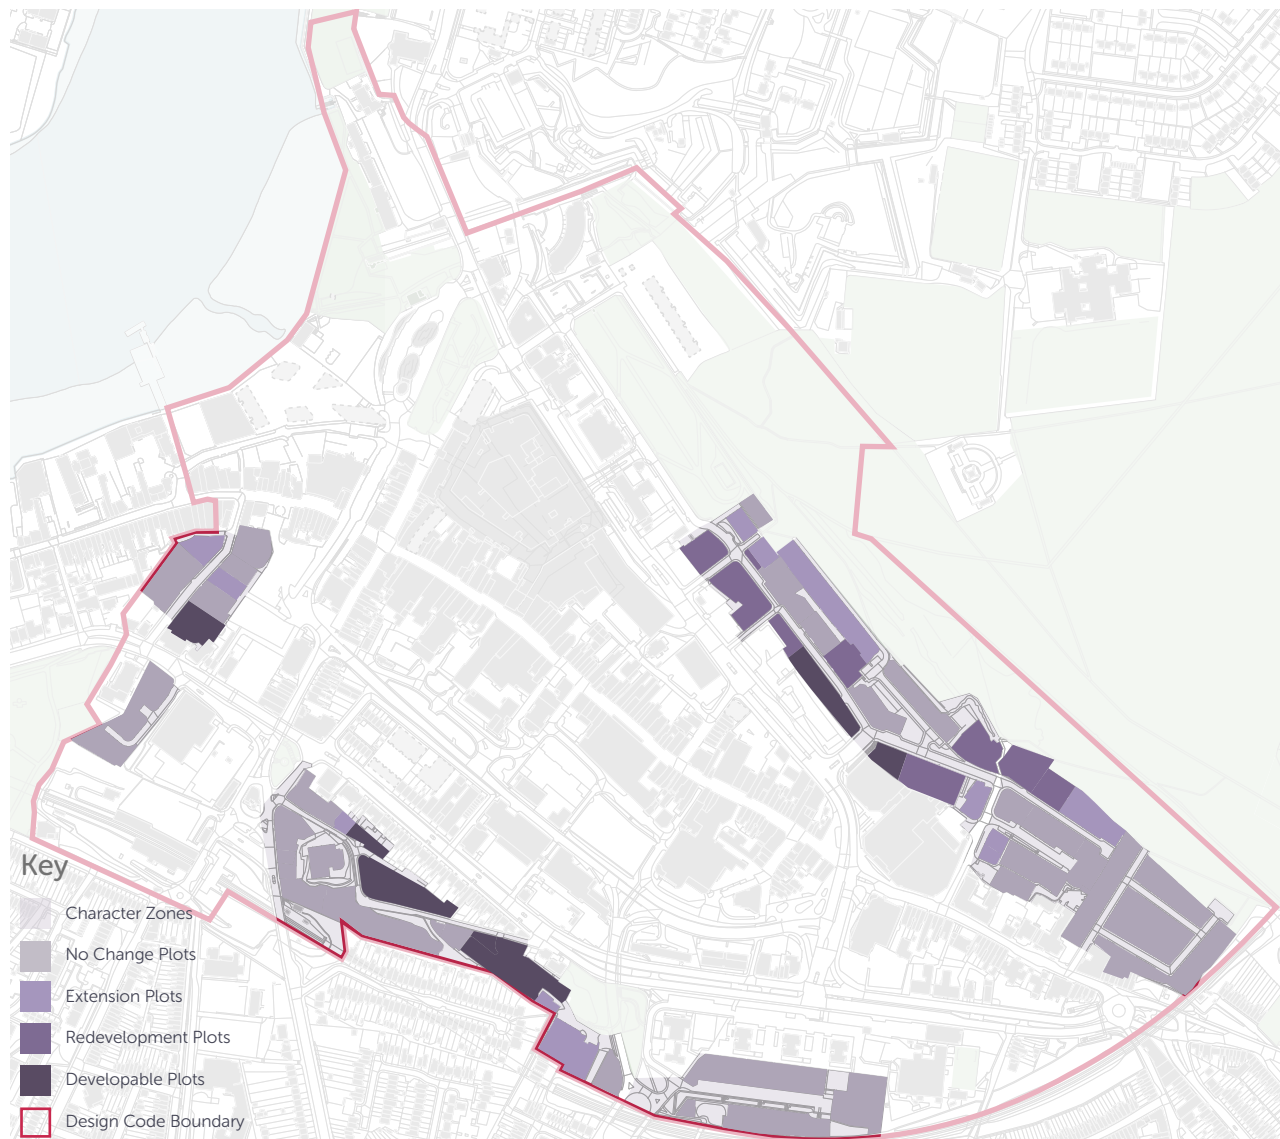 Key
Character Zones
No Change Plots
Extension Plots
Redevelopment Plots
Developable Plots
Design Code Boundary